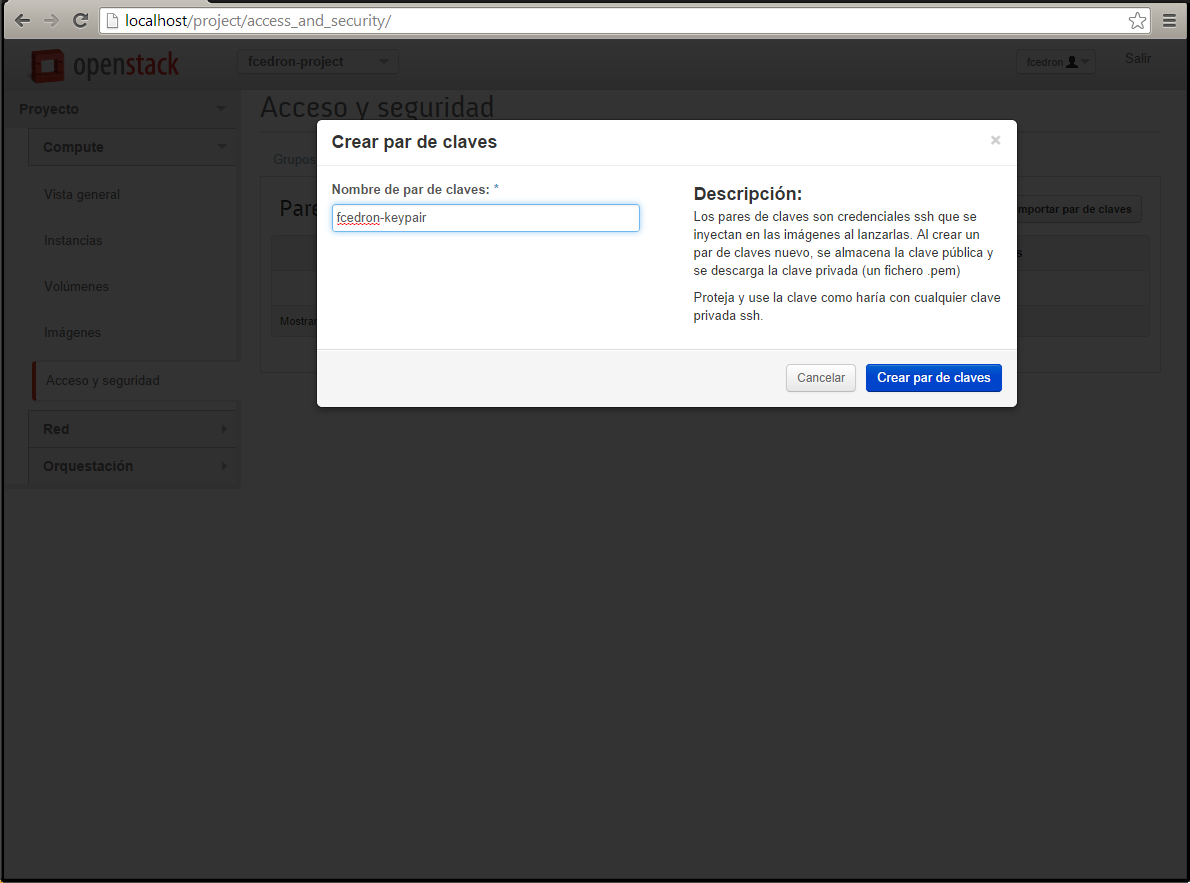 localhost/project/access_and_security/
openstack
fcedron-project
fcedron
Salir
Proyecto
Acceso y seguridad
Compute
Crear par de claves
×
Grupos
Vista general
Nombre de par de claves: *
Descripción:
fcedron-keypair
Los pares de claves son credenciales ssh que se
inyectan en las imágenes al lanzarlas. Al crear un
par de claves nuevo, se almacena la clave pública y
se descarga la clave privada (un fichero .pem)
Proteja y use la clave como haría con cualquier clave
privada ssh.
Pare
mportar par de claves
s
Instancias
Volúmenes
Imágenes
Mostrar
Acceso y seguridad
Cancelar
Crear par de claves
Red
Orquestación